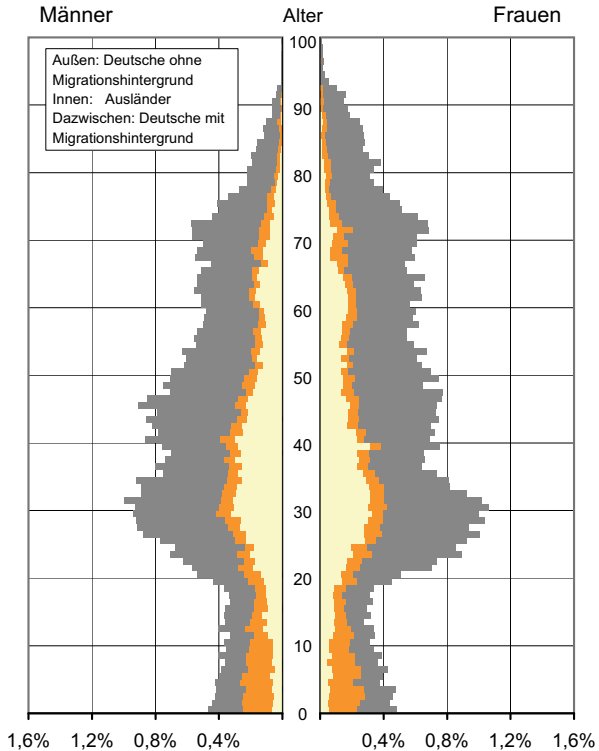 Männer Alter Frauen
Außen: Deutsche ohne
Migrationshintergrund
Innen: Ausländer
Dazwischen: Deutsche mit
Migrationshintergrund
100
90
80
70
60
50
40
30
20
10
0
1,6% 1,2% 0,8% 0,4% 0,4% 0,8% 1,2% 1,6%